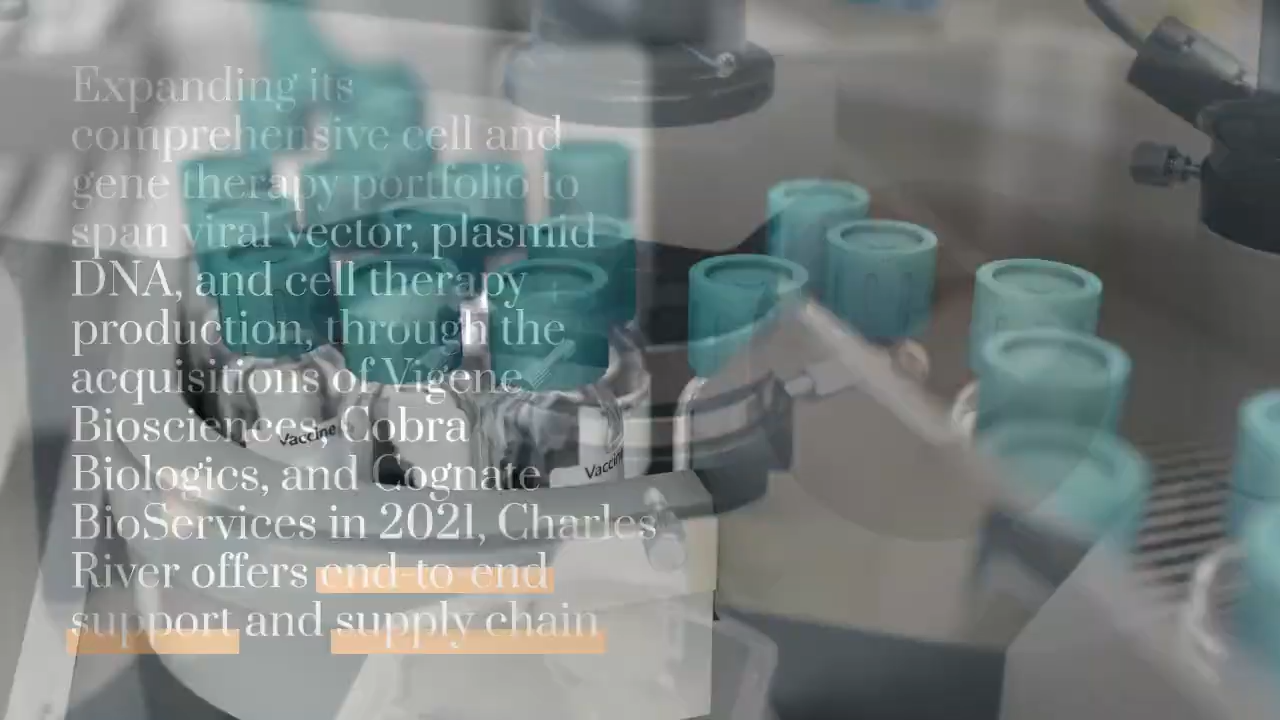 Expanding its
comprehensive cell and
gene therapy portfolio to
span viral vector, plasmid
DNA, and cell therapy
production, through the
acquisitions of Vigene
Biosciences, Cobra
Biologics, and Cognate
BioServices in 2021, Charles
River offers end-to-end
support and supply chain
Vaccine
Vaccin